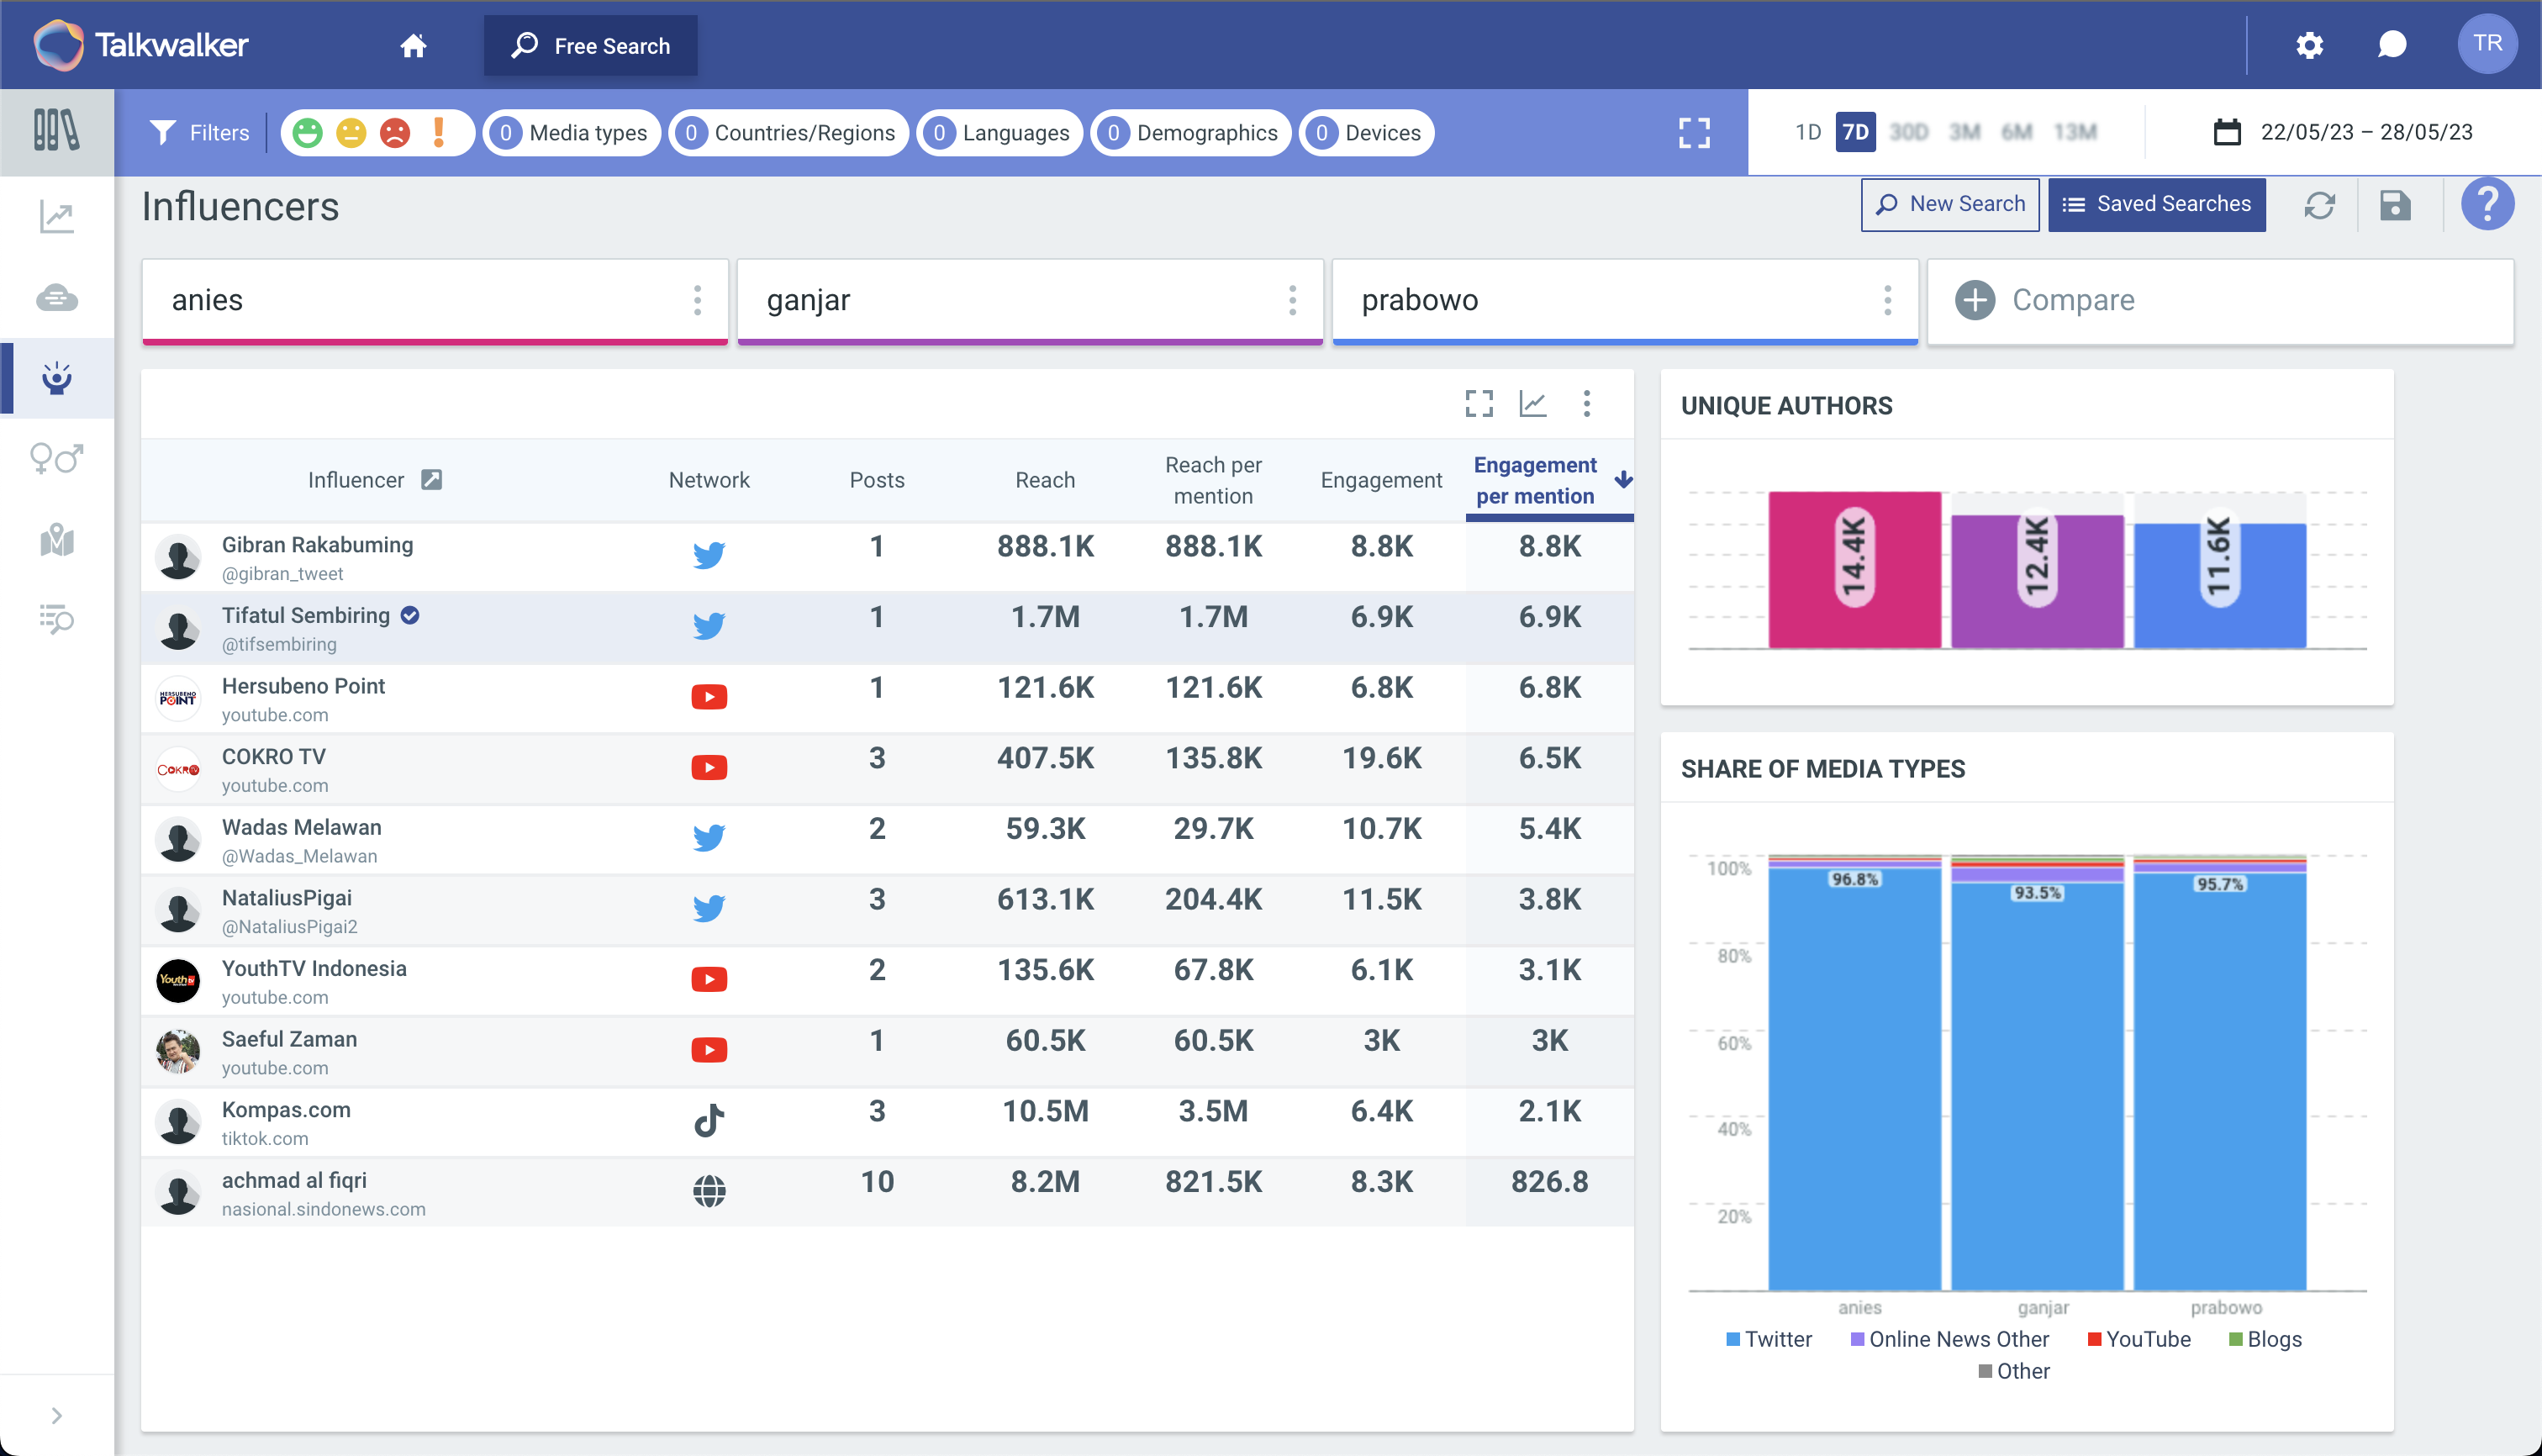 Talkwalker
Free Search
TR
Filters
0 Media types
0 Countries/Regions
0 Languages
0 Demographics
0 Devices
1D 7D 30D 3M 6M 13M
22/05/23 – 28/05/23
Influencers
New Search
Saved Searches
?
anies
ganjar
prabowo
Compare
Influencer Network Posts Reach Reach per mention Engagement Engagement per mention
Gibran Rakabuming 1 888.1K 888.1K 8.8K 8.8K
@gibran_tweet
Tifatul Sembiring 1 1.7M 1.7M 6.9K 6.9K
@tifsembiring
HERSUBENO
POINT
Hersubeno Point 1 121.6K 121.6K 6.8K 6.8K
youtube.com
COKRO TV
COKRO TV 3 407.5K 135.8K 19.6K 6.5K
youtube.com
Wadas Melawan 2 59.3K 29.7K 10.7K 5.4K
@Wadas_Melawan
NataliusPigai 3 613.1K 204.4K 11.5K 3.8K
@NataliusPigai2
Youth
YouthTV Indonesia 2 135.6K 67.8K 6.1K 3.1K
youtube.com
Saeful Zaman 1 60.5K 60.5K 3K 3K
youtube.com
Kompas.com 3 10.5M 3.5M 6.4K 2.1K
tiktok.com
achmad al fiqri 10 8.2M 821.5K 8.3K 826.8
nasional.sindonews.com
UNIQUE AUTHORS
14.4K
12.4K
11.6K
SHARE OF MEDIA TYPES
100%
80%
60%
40%
20%
96.8%
93.5%
95.7%
anies
ganjar
prabowo
Twitter
Online News Other
YouTube
Blogs
Other